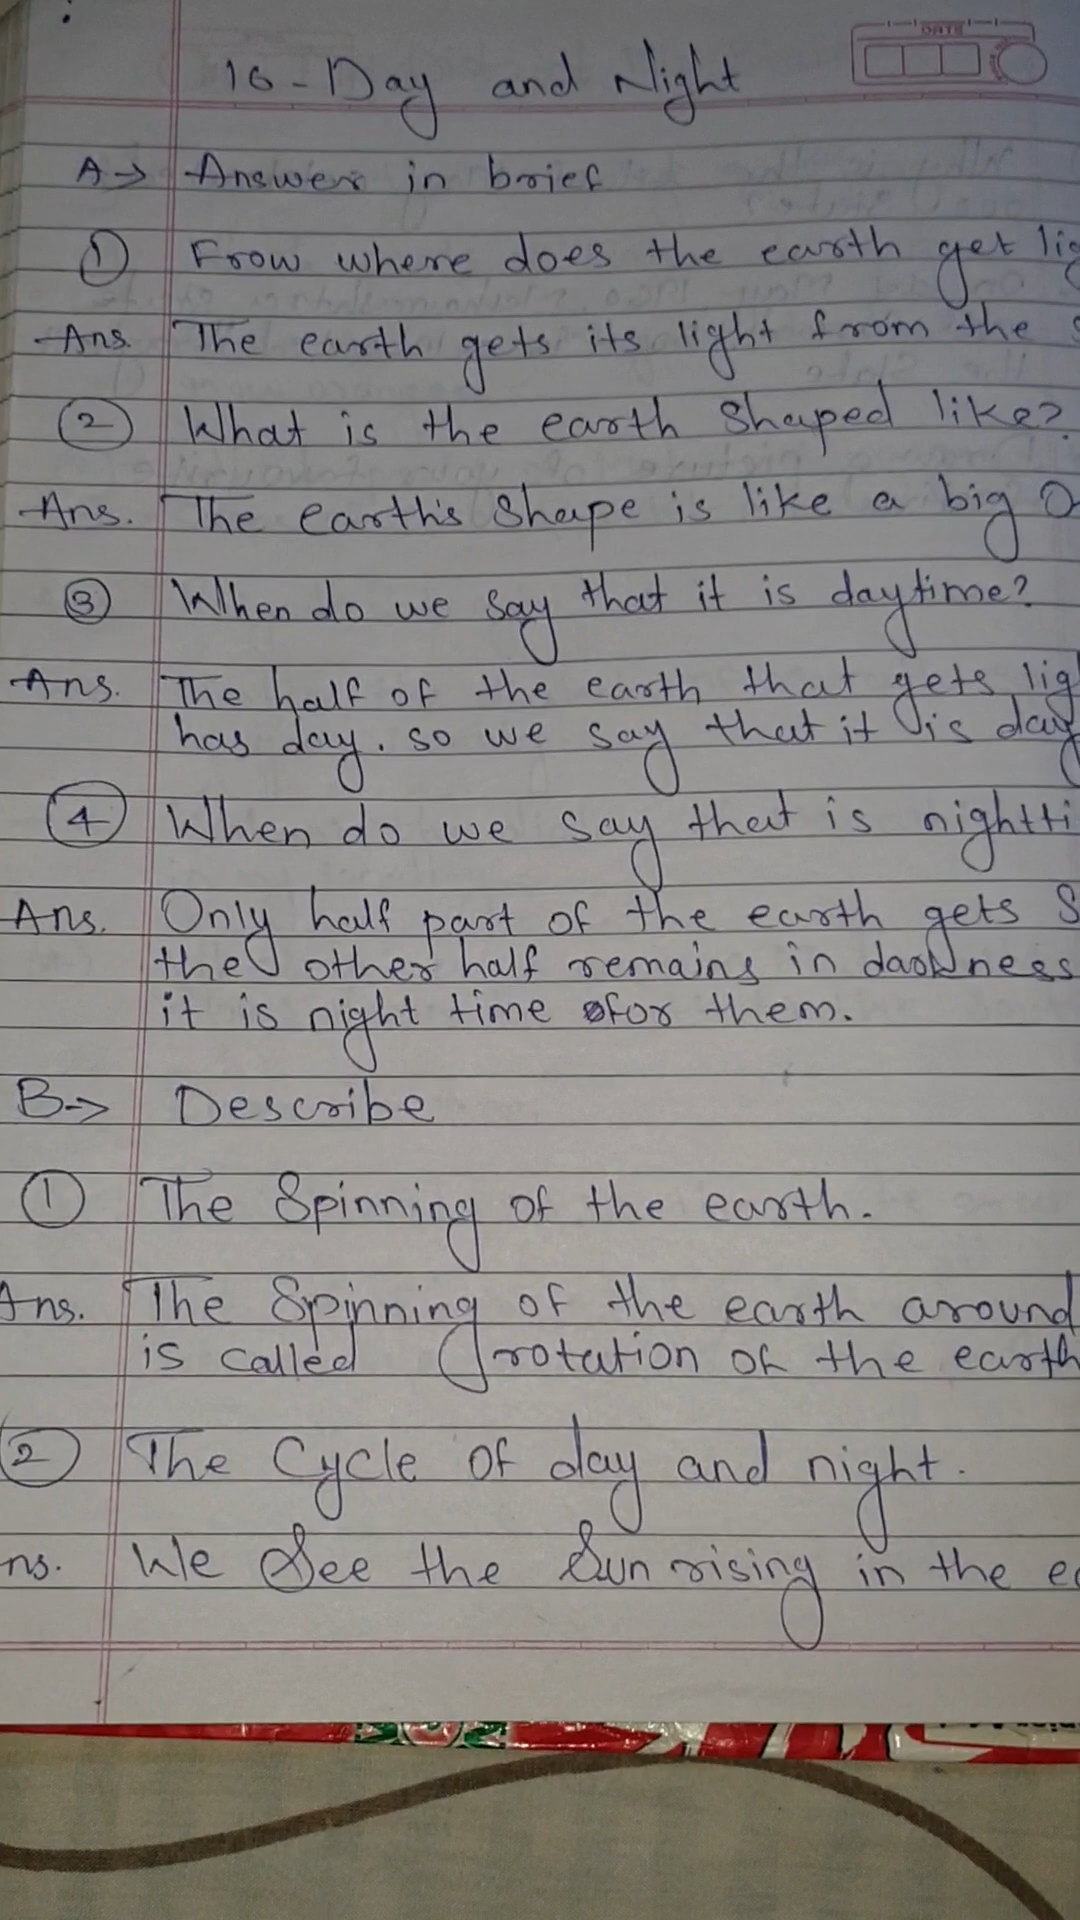 DATE
16 - Day and Night
A→ Answer in brief
① Frow where does the earth get
Ans. The earth gets its light from the
② What is the earth Shaped like?
Ans. The earth's Shape is like a big
③ When do we say that it is daytime?
Ans. The half of the earth that gets
has day. so we say that it is day
④ When do we say that is nightti
Ans. Only half part of the earth gets
the other half remains in darkness
it is night time for them.
B→ Describe
① The Spinning of the earth.
Ans. The Spinning of the earth around
is called rotation of the earth
② The Cycle of day and night.
ns. We See the Sun rising in the